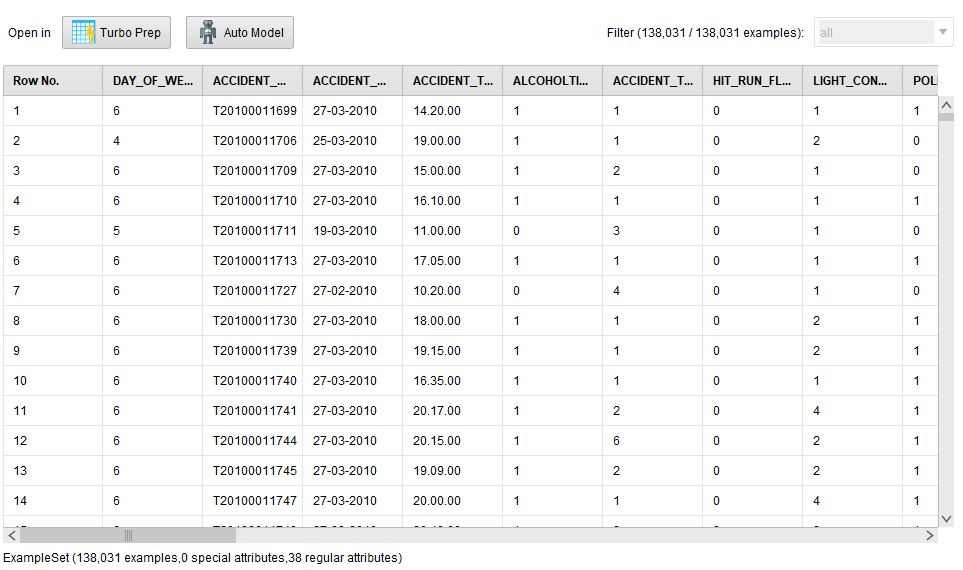 Open in Turbo Prep Auto Model Filter (138,031 / 138,031 examples): all
Row No. DAY_OF_WE... ACCIDENT_... ACCIDENT_... ACCIDENT_T... ALCOHOLTI... ACCIDENT_T... HIT_RUN_FL... LIGHT_CON... POLI
1 6 T20100011699 27-03-2010 14.20.00 1 1 0 1 1
2 4 T20100011706 25-03-2010 19.00.00 1 1 0 2 0
3 6 T20100011709 27-03-2010 15.00.00 1 2 0 1 0
4 6 T20100011710 27-03-2010 16.10.00 1 1 0 1 1
5 5 T20100011711 19-03-2010 11.00.00 0 3 0 1 0
6 6 T20100011713 27-03-2010 17.05.00 1 1 0 1 1
7 6 T20100011727 27-02-2010 10.20.00 0 4 0 1 0
8 6 T20100011730 27-03-2010 18.00.00 1 1 0 2 1
9 6 T20100011739 27-03-2010 19.15.00 1 1 0 2 1
10 6 T20100011740 27-03-2010 16.35.00 1 1 0 1 1
11 6 T20100011741 27-03-2010 20.17.00 1 2 0 4 1
12 6 T20100011744 27-03-2010 20.15.00 1 6 0 2 1
13 6 T20100011745 27-03-2010 19.09.00 1 2 0 2 1
14 6 T20100011747 27-03-2010 20.00.00 1 1 0 4 1
ExampleSet (138,031 examples,0 special attributes,38 regular attributes)